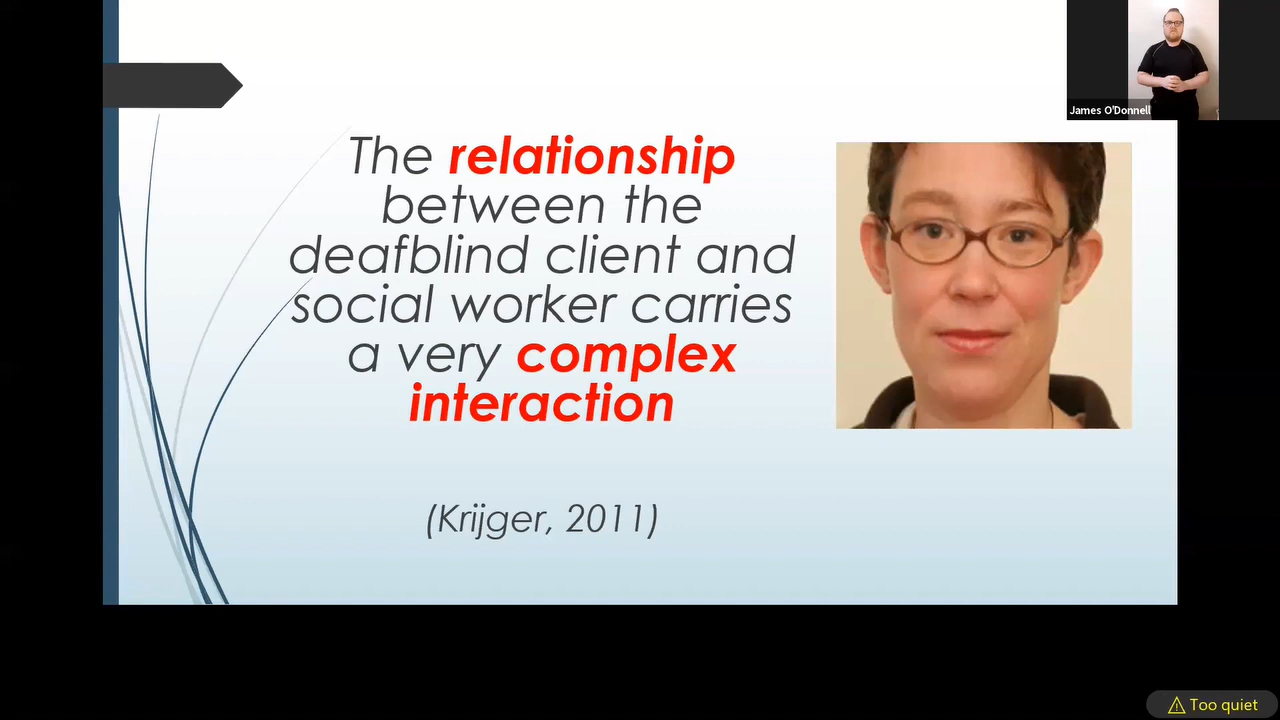 James O'Donnell
The relationship
between the
deafblind client and
social worker carries
a very complex
interaction
(Krijger, 2011)
Too quiet